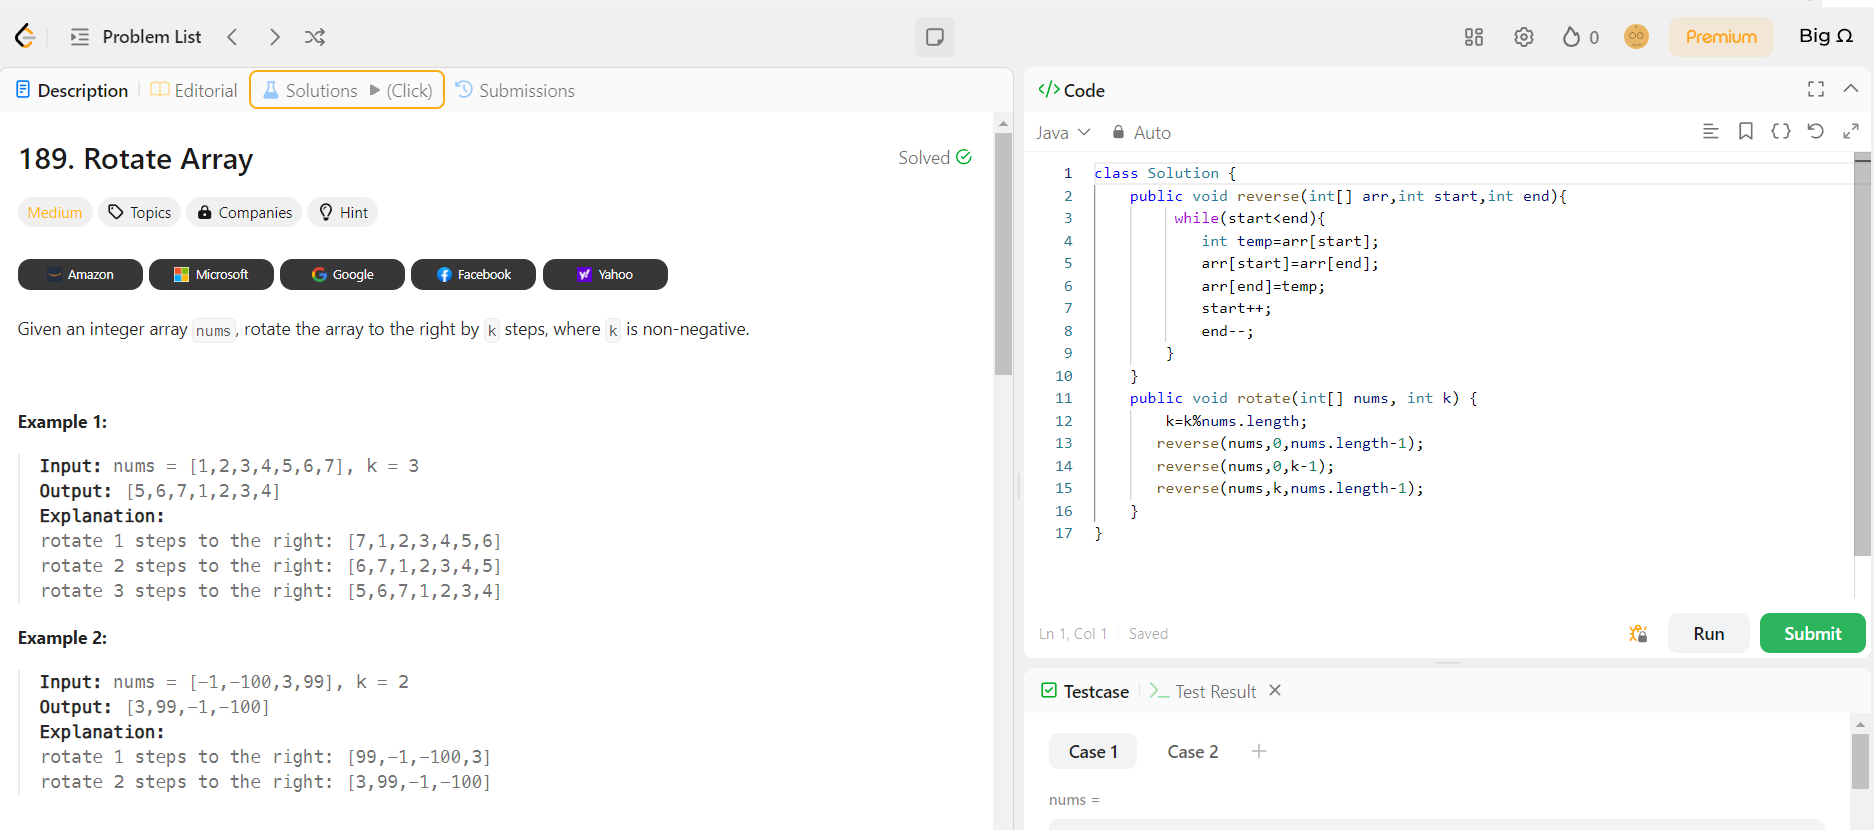 Problem List
0
Premium
Big Ω
Description
Editorial
Solutions ▶ (Click)
Submissions
189. Rotate Array
Solved
Medium
Topics
Companies
Hint
Amazon
Microsoft
Google
Facebook
Yahoo
Given an integer array nums, rotate the array to the right by k steps, where k is non-negative.
Example 1:
Input: nums = [1,2,3,4,5,6,7], k = 3
Output: [5,6,7,1,2,3,4]
Explanation:
rotate 1 steps to the right: [7,1,2,3,4,5,6]
rotate 2 steps to the right: [6,7,1,2,3,4,5]
rotate 3 steps to the right: [5,6,7,1,2,3,4]
Example 2:
Input: nums = [-1,-100,3,99], k = 2
Output: [3,99,-1,-100]
Explanation:
rotate 1 steps to the right: [99,-1,-100,3]
rotate 2 steps to the right: [3,99,-1,-100]
</> Code
Java
Auto
1 class Solution {
2 public void reverse(int[] arr,int start,int end){
3 while(start<end){
4 int temp=arr[start];
5 arr[start]=arr[end];
6 arr[end]=temp;
7 start++;
8 end--;
9 }
10 }
11 public void rotate(int[] nums, int k) {
12 k=k%nums.length;
13 reverse(nums,0,nums.length-1);
14 reverse(nums,0,k-1);
15 reverse(nums,k,nums.length-1);
16 }
17 }
Ln 1, Col 1
Saved
Run
Submit
Testcase
Test Result
Case 1
Case 2
nums =